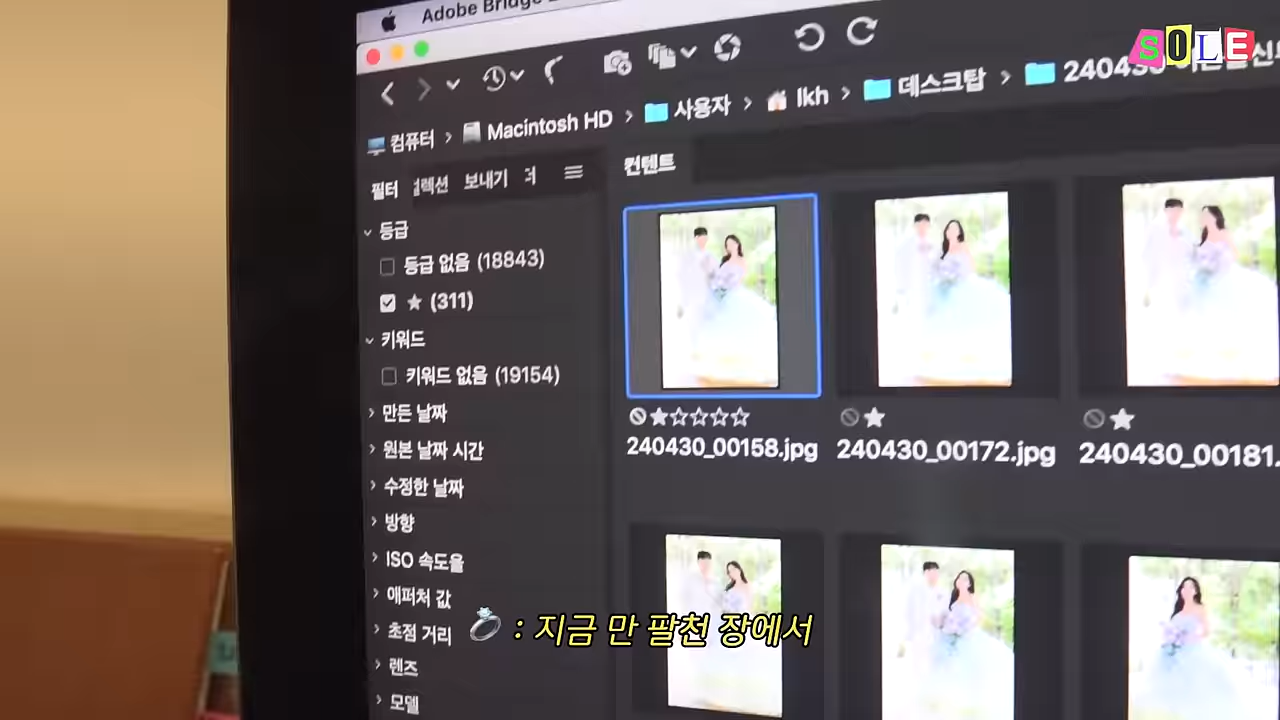 Adobe Bridge
SOLE
컴퓨터 > Macintosh HD > 사용자 > lkh > 데스크탑 >
필터 보내기
컨텐트
등급
등급 없음 (18843)
★ (311)
키워드
키워드 없음 (19154)
만든 날짜
원본 날짜 시간
수정한 날짜
방향
ISO 속도율
애퍼처 값
초점 거리
렌즈
모델
240430_00158.jpg
240430_00172.jpg
240430_00181.
: 지금 만 팔천 장에서